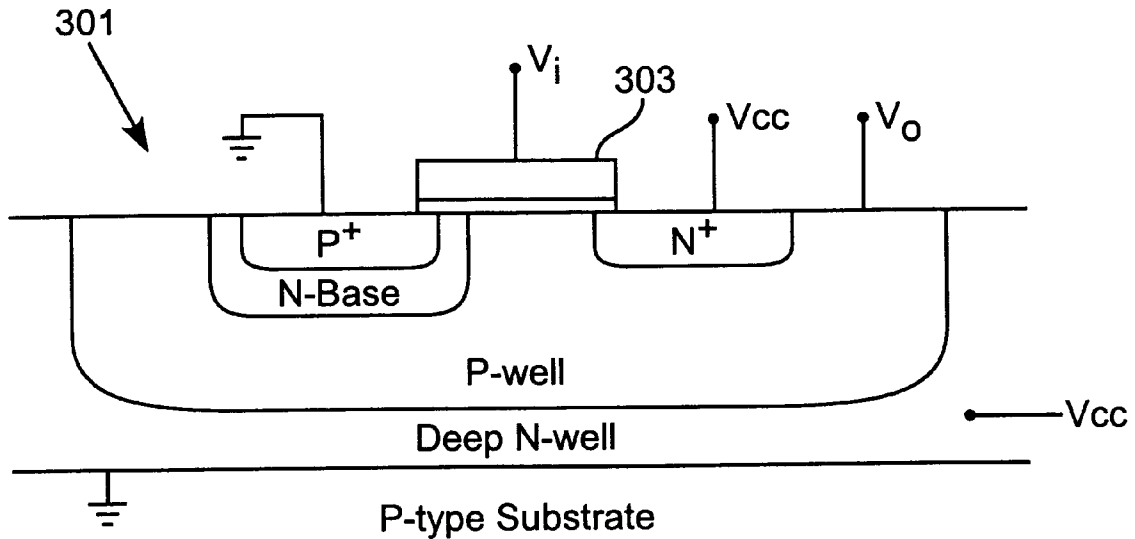 301
Vi
303
Vcc
Vo
P+
N+
N-Base
P-well
Vcc
Deep N-well
P-type Substrate